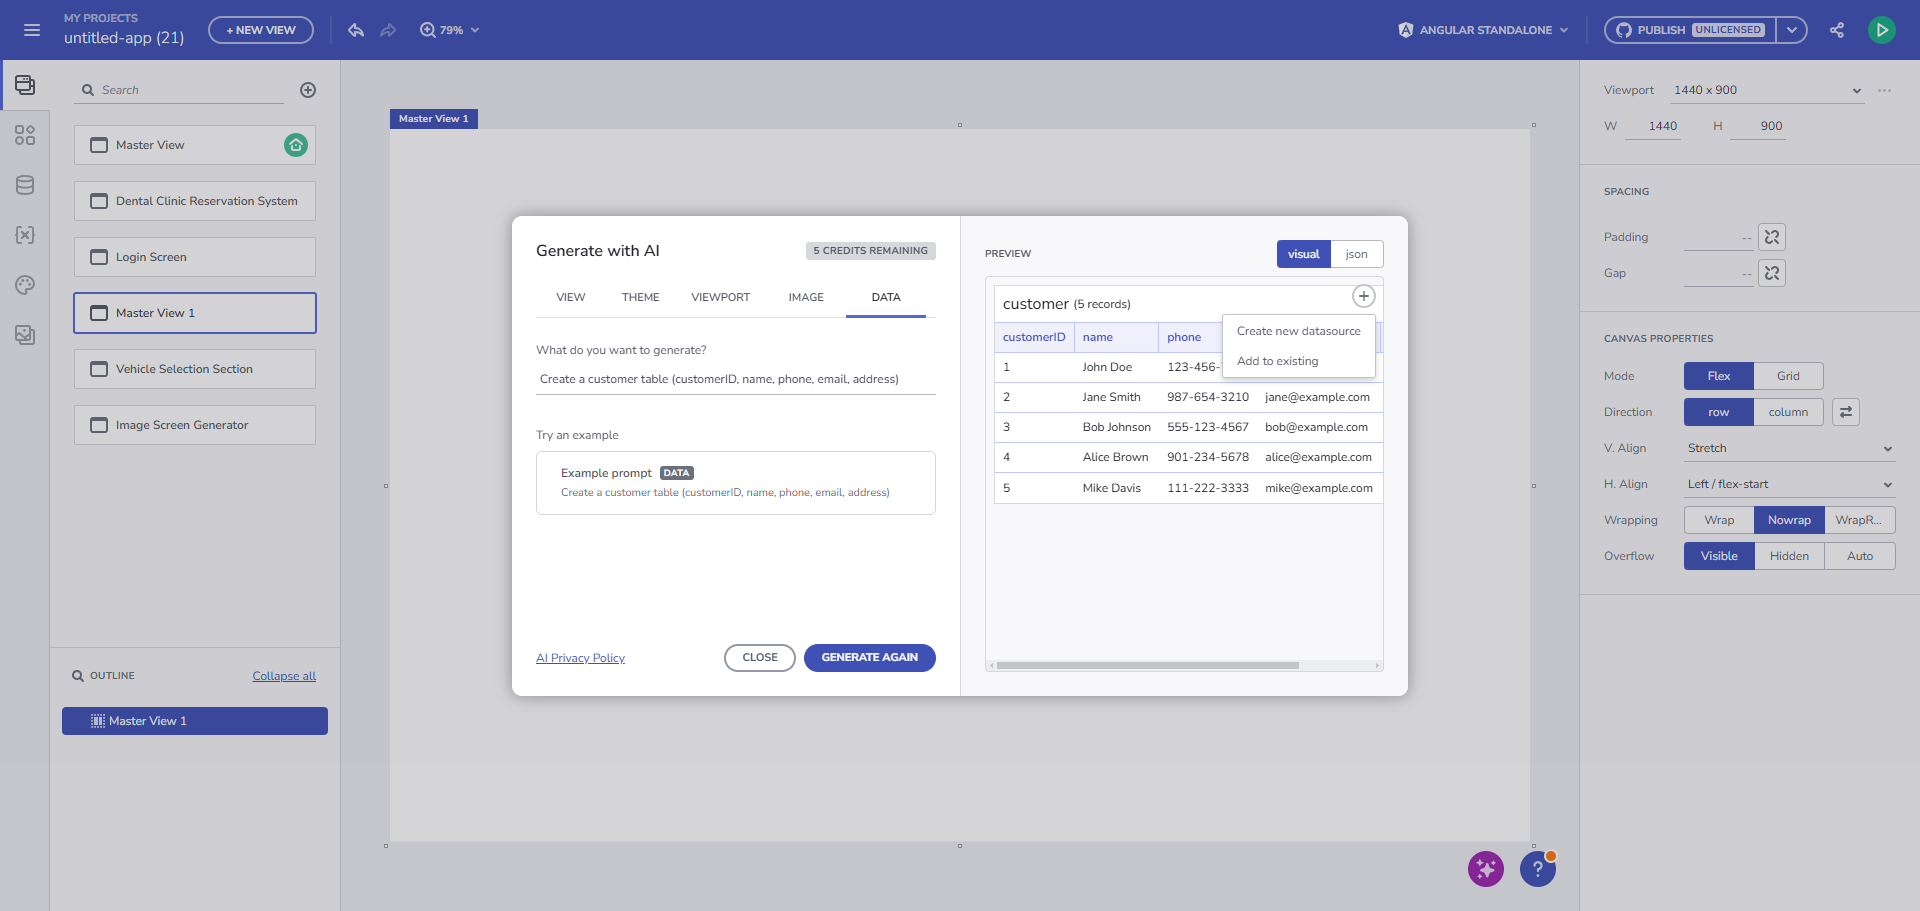 MY PROJECTS
untitled-app (21)
+ NEW VIEW
79%
ANGULAR STANDALONE
PUBLISH UNLICENSED
Search
Master View
Dental Clinic Reservation System
Login Screen
Master View 1
Vehicle Selection Section
Image Screen Generator
OUTLINE
Collapse all
Master View 1
Master View 1
Generate with AI
5 CREDITS REMAINING
VIEW THEME VIEWPORT IMAGE DATA
What do you want to generate?
Create a customer table (customerID, name, phone, email, address)
Try an example
Example prompt DATA
Create a customer table (customerID, name, phone, email, address)
AI Privacy Policy
CLOSE
GENERATE AGAIN
PREVIEW
visual json
customer (5 records)
Create new datasource
Add to existing
customerID name phone
1 John Doe 123-456-
2 Jane Smith 987-654-3210 jane@example.com
3 Bob Johnson 555-123-4567 bob@example.com
4 Alice Brown 901-234-5678 alice@example.com
5 Mike Davis 111-222-3333 mike@example.com
Viewport 1440 x 900
W 1440 H 900
SPACING
Padding --
Gap --
CANVAS PROPERTIES
Mode Flex Grid
Direction row column
V. Align Stretch
H. Align Left / flex-start
Wrapping Wrap Nowrap WrapR...
Overflow Visible Hidden Auto
?